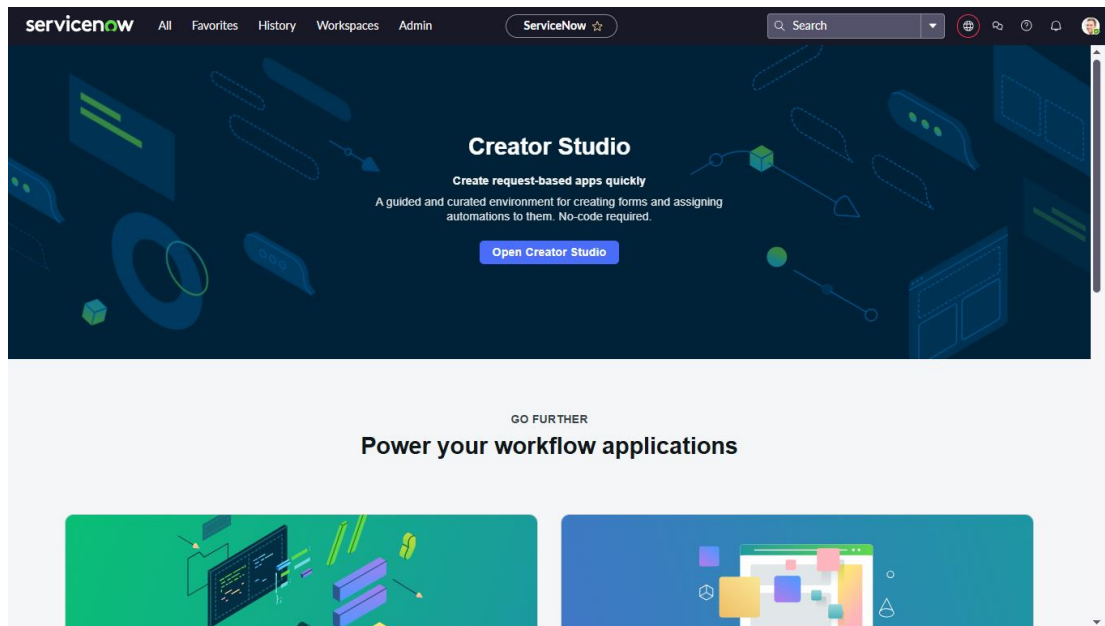 servicenow All Favorites History Workspaces Admin ServiceNow Search
Creator Studio
Create request-based apps quickly
A guided and curated environment for creating forms and assigning
automations to them. No-code required.
Open Creator Studio
GO FURTHER
Power your workflow applications